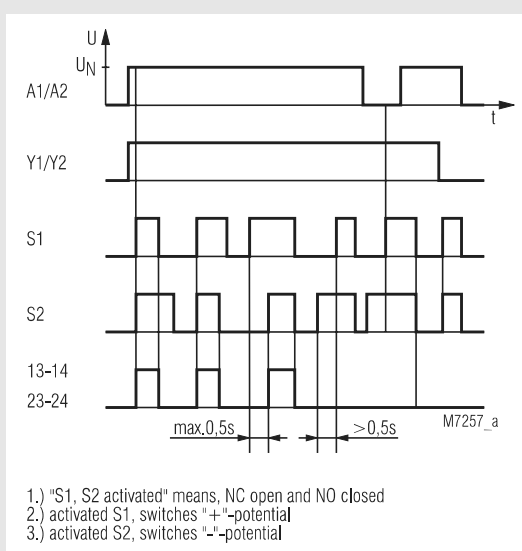 U
UN
A1/A2
t
Y1/Y2
S1
S2
13-14
23-24
max.0,5s
>0,5s
M7257_a
1.) "S1, S2 activated" means, NC open and NO closed
2.) activated S1, switches "+"-potential
3.) activated S2, switches "-"-potential